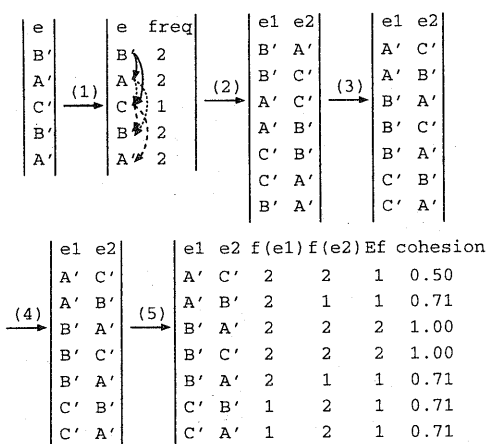 e
B'
A'
C'
B'
A'
(1)
e freq
B' 2
A 2
C 1
B 2
A' 2
(2)
e1 e2
B' A'
B' C'
A' C'
A' B'
C' B'
C' A'
B' A'
(3)
e1 e2
A' C'
A' B'
B' A'
B' C'
B' A'
C' B'
C' A'
(4)
e1 e2
A' C'
A' B'
B' A'
B' C'
B' A'
C' B'
C' A'
(5)
e1 e2 f(e1) f(e2) Ef cohesion
A' C' 2 2 1 0.50
A' B' 2 1 1 0.71
B' A' 2 2 2 1.00
B' C' 2 2 2 1.00
B' A' 2 1 1 0.71
C' B' 1 2 1 0.71
C' A' 1 2 1 0.71